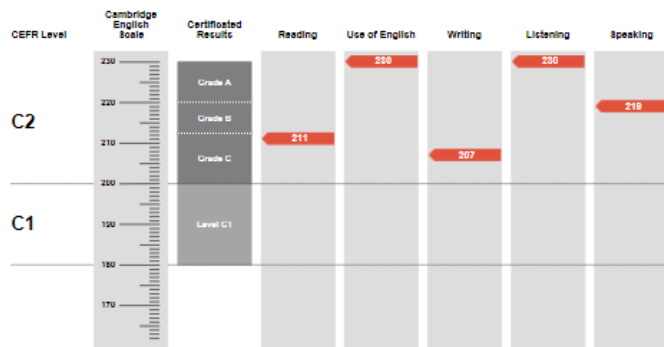 CEFR Level
Cambridge
English
Scale
Certificated
Results
Reading
Use of English
Writing
Listening
Speaking
230
230
230
Grade A
220
219
C2
Grade B
211
210
207
Grade C
200
C1
190
Level C1
180
170